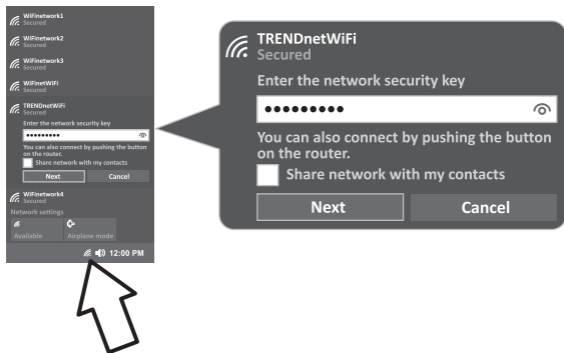 WiFinetwork1
Secured
WiFinetwork2
Secured
WiFinetwork3
Secured
WiFinetWiFi
Secured
TRENDnetWiFi
Secured
Enter the network security key
•••••••••
You can also connect by pushing the button
on the router.
Share network with my contacts
Next Cancel
WiFinetwork4
Secured
Network settings
Available Airplane mode
12:00 PM
TRENDnetWiFi
Secured
Enter the network security key
•••••••••
You can also connect by pushing the button
on the router.
Share network with my contacts
Next Cancel